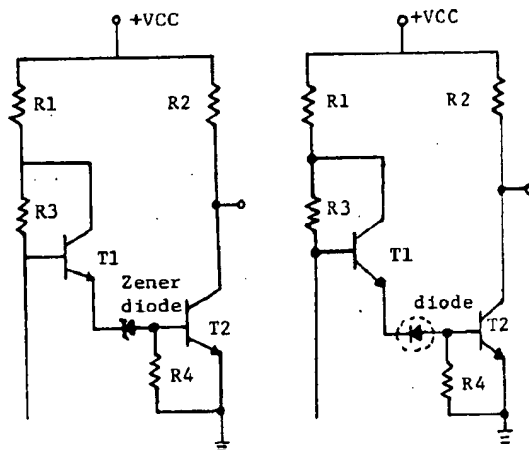 +VCC
R1
R2
R3
T1
Zener
diode
T2
R4
+VCC
R1
R2
R3
T1
diode
T2
R4